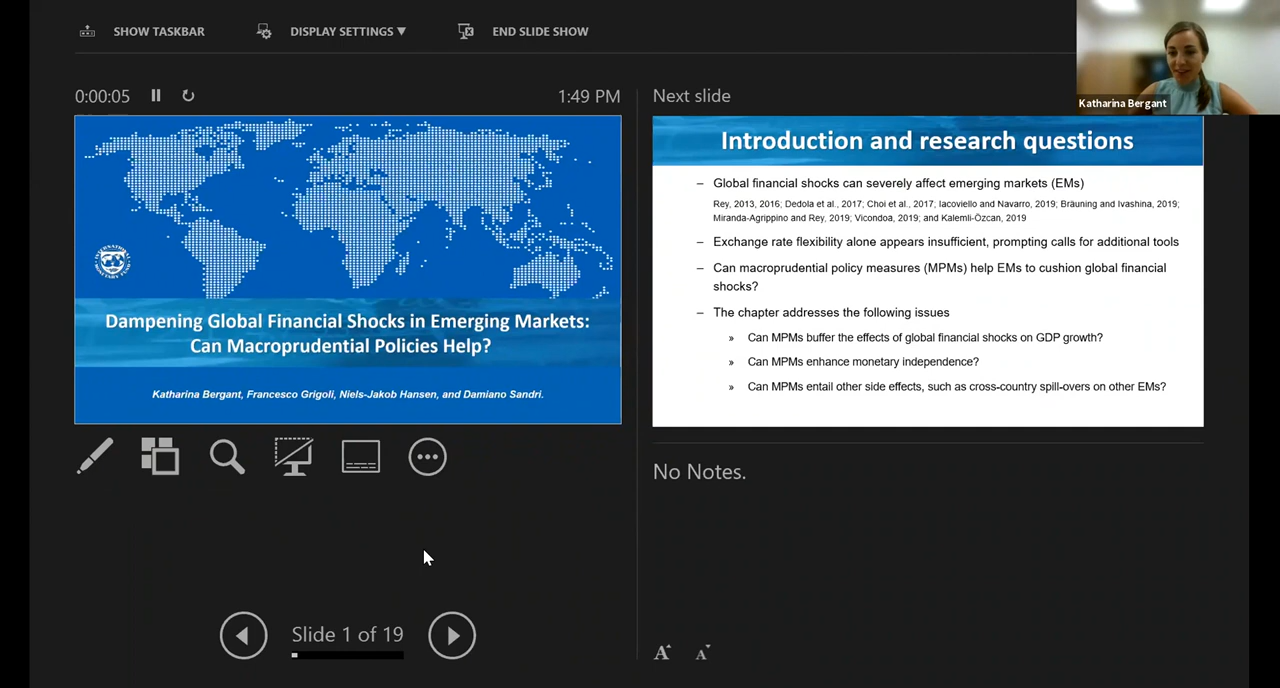 SHOW TASKBAR
DISPLAY SETTINGS ▼
END SLIDE SHOW
Katharina Bergant
0:00:05
1:49 PM
Next slide
INTERNATIONAL
MONETARY FUND
Dampening Global Financial Shocks in Emerging Markets:
Can Macroprudential Policies Help?
Katharina Bergant, Francesco Grigoli, Niels-Jakob Hansen, and Damiano Sandri.
Introduction and research questions
– Global financial shocks can severely affect emerging markets (EMs)
Rey, 2013, 2016; Dedola et al., 2017; Choi et al., 2017; Iacoviello and Navarro, 2019; Bräuning and Ivashina, 2019;
Miranda-Agrippino and Rey, 2019; Vicondoa, 2019; and Kalemli-Özcan, 2019
– Exchange rate flexibility alone appears insufficient, prompting calls for additional tools
– Can macroprudential policy measures (MPMs) help EMs to cushion global financial
shocks?
– The chapter addresses the following issues
» Can MPMs buffer the effects of global financial shocks on GDP growth?
» Can MPMs enhance monetary independence?
» Can MPMs entail other side effects, such as cross-country spill-overs on other EMs?
No Notes.
Slide 1 of 19
A A